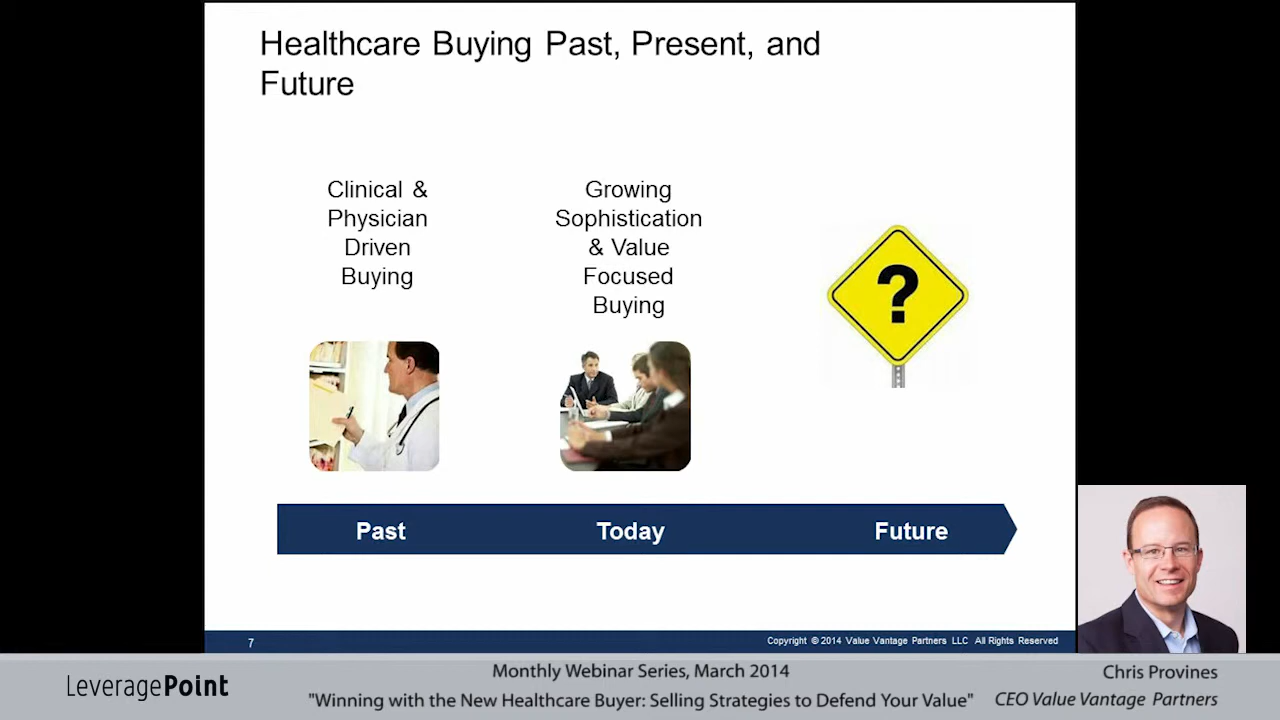 Healthcare Buying Past, Present, and
Future
Clinical &
Physician
Driven
Buying
Growing
Sophistication
& Value
Focused
Buying
?
Past
Today
Future
7
Copyright © 2014 Value Vantage Partners LLC All Rights Reserved
LeveragePoint
Monthly Webinar Series, March 2014
"Winning with the New Healthcare Buyer: Selling Strategies to Defend Your Value"
Chris Provines
CEO Value Vantage Partners